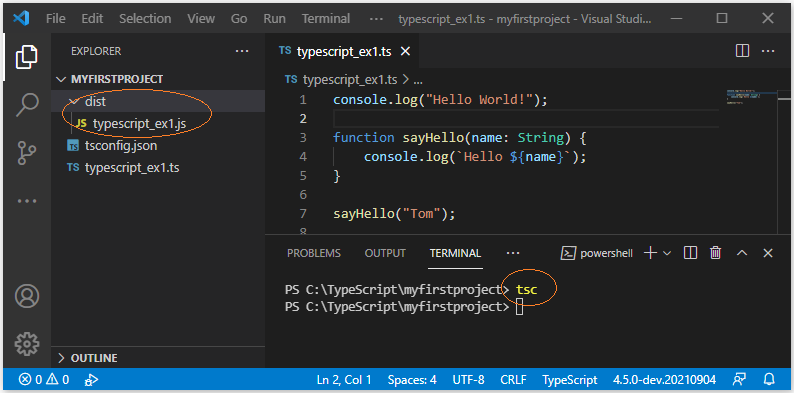 File Edit Selection View Go Run Terminal ··· typescript_ex1.ts - myfirstproject - Visual Studio...
EXPLORER ···
MYFIRSTPROJECT
dist
JS typescript_ex1.js
tsconfig.json
TS typescript_ex1.ts
OUTLINE
TS typescript_ex1.ts
TS typescript_ex1.ts > ...
1 console.log("Hello World!");
2
3 function sayHello(name: String) {
4 console.log(`Hello ${name}`);
5 }
6
7 sayHello("Tom");
8
PROBLEMS OUTPUT TERMINAL ··· powershell
PS C:\TypeScript\myfirstproject> tsc
PS C:\TypeScript\myfirstproject>
0 0 Ln 2, Col 1 Spaces: 4 UTF-8 CRLF TypeScript 4.5.0-dev.20210904